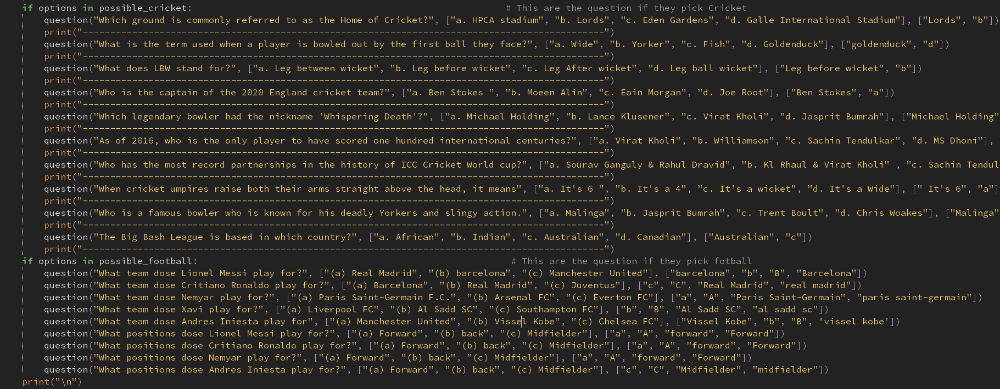 if options in possible_cricket: # This are the question if they pick Cricket
question("Which ground is commonly referred to as the Home of Cricket?", ["a. HPCA stadium", "b. Lords", "c. Eden Gardens", "d. Galle International Stadium"], ["Lords", "b"])
print("-----------------------------------------------------------------------------------------------")
question("What is the term used when a player is bowled out by the first ball they face?", ["a. Wide", "b. Yorker", "c. Fish", "d. Goldenduck"], ["goldenduck", "d"])
print("-----------------------------------------------------------------------------------------------")
question("What does LBW stand for?", ["a. Leg between wicket", "b. Leg before wicket", "c. Leg After wicket", "d. Leg ball wicket"], ["Leg before wicket", "b"])
print("-----------------------------------------------------------------------------------------------")
question("Who is the captain of the 2020 England cricket team?", ["a. Ben Stokes ", "b. Moeen Alin", "c. Eoin Morgan", "d. Joe Root"], ["Ben Stokes", "a"])
print("-----------------------------------------------------------------------------------------------")
question("Which legendary bowler had the nickname 'Whispering Death'?", ["a. Michael Holding", "b. Lance Klusener", "c. Virat Kholi", "d. Jasprit Bumrah"], ["Michael Holding"
print("-----------------------------------------------------------------------------------------------")
question("As of 2016, who is the only player to have scored one hundred international centuries?", ["a. Virat Kholi", "b. Williamson", "c. Sachin Tendulkar", "d. MS Dhoni"],
print("-----------------------------------------------------------------------------------------------")
question("Who has the most record partnerships in the history of ICC Cricket World cup?", ["a. Sourav Ganguly & Rahul Dravid", "b. Kl Rhaul & Virat Kholi" , "c. Sachin Tendul
print("-----------------------------------------------------------------------------------------------")
question("When cricket umpires raise both their arms straight above the head, it means", ["a. It's 6 ", "b. It's a 4", "c. It's a wicket", "d. It's a Wide"], [" It's 6", "a"]
print("-----------------------------------------------------------------------------------------------")
question("Who is a famous bowler who is known for his deadly Yorkers and slingy action.", ["a. Malinga", "b. Jasprit Bumrah", "c. Trent Boult", "d. Chris Woakes"], ["Malinga"
print("-----------------------------------------------------------------------------------------------")
question("The Big Bash League is based in which country?", ["a. African", "b. Indian", "c. Australian", "d. Canadian"], ["Australian", "c"])
print("-----------------------------------------------------------------------------------------------")
if options in possible_football: # This are the question if they pick fotball
question("What team dose Lionel Messi play for?", ["(a) Real Madrid", "(b) barcelona", "(c) Manchester United"], ["barcelona", "b", "B", "Barcelona"])
question("What team dose Critiano Ronaldo play for?", ["(a) Barcelona", "(b) Real Madrid", "(c) Juventus"], ["c", "C", "Real Madrid", "real madrid"])
question("What team dose Nemyar play for?", ["(a) Paris Saint-Germain F.C.", "(b) Arsenal FC", "(c) Everton FC"], ["a", "A", "Paris Saint-Germain", "paris saint-germain"])
question("What team dose Xavi play for?", ["(a) Liverpool FC", "(b) Al Sadd SC", "(c) Southampton FC"], ["b", "B", "Al Sadd SC", "al sadd sc"])
question("What team dose Andres Iniesta play for", ["(a) Manchester United", "(b) Vissel Kobe", "(c) Chelsea FC"], ["Vissel Kobe", "b", "B", 'vissel kobe'])
question("What positions dose Lionel Messi play for?", ["(a) Forward", "(b) back", "(c) Midfielder"], ["a", "A", "forward", "Forward"])
question("What positions dose Critiano Ronaldo play for?", ["(a) Forward", "(b) back", "(c) Midfielder"], ["a", "A", "forward", "Forward"])
question("What positions dose Nemyar play for?", ["(a) Forward", "(b) back", "(c) Midfielder"], ["a", "A", "forward", "Forward"])
question("What positions dose Andres Iniesta play for?", ["(a) Forward", "(b) back", "(c) Midfielder"], ["c", "C", "Midfielder", "midfielder"])
print("\n")